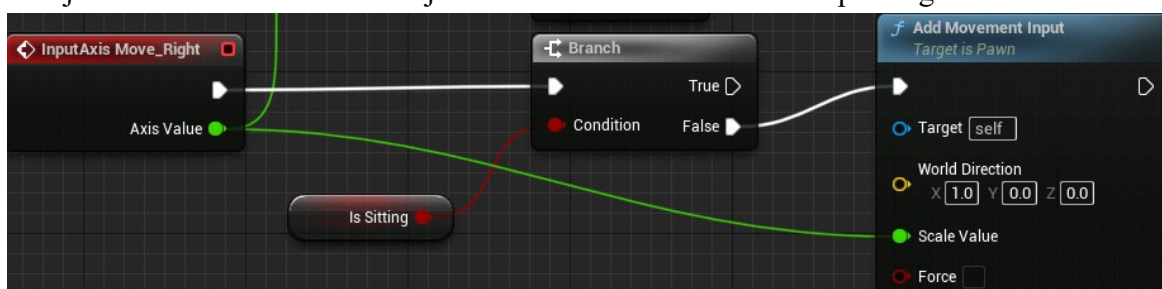 InputAxis Move_Right
Axis Value
Is Sitting
Branch
True
Condition
False
f Add Movement Input
Target is Pawn
Target self
World Direction
X 1.0 Y 0.0 Z 0.0
Scale Value
Force